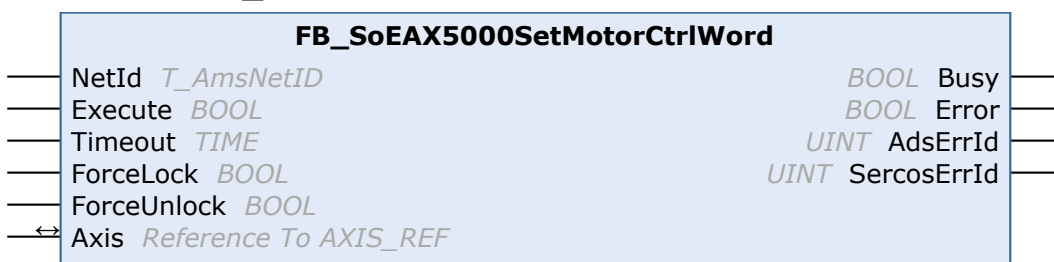 FB_SoEAX5000SetMotorCtrlWord
NetId T_AmsNetID BOOL Busy
Execute BOOL BOOL Error
Timeout TIME UINT AdsErrId
ForceLock BOOL UINT SercosErrId
ForceUnlock BOOL
Axis Reference To AXIS_REF